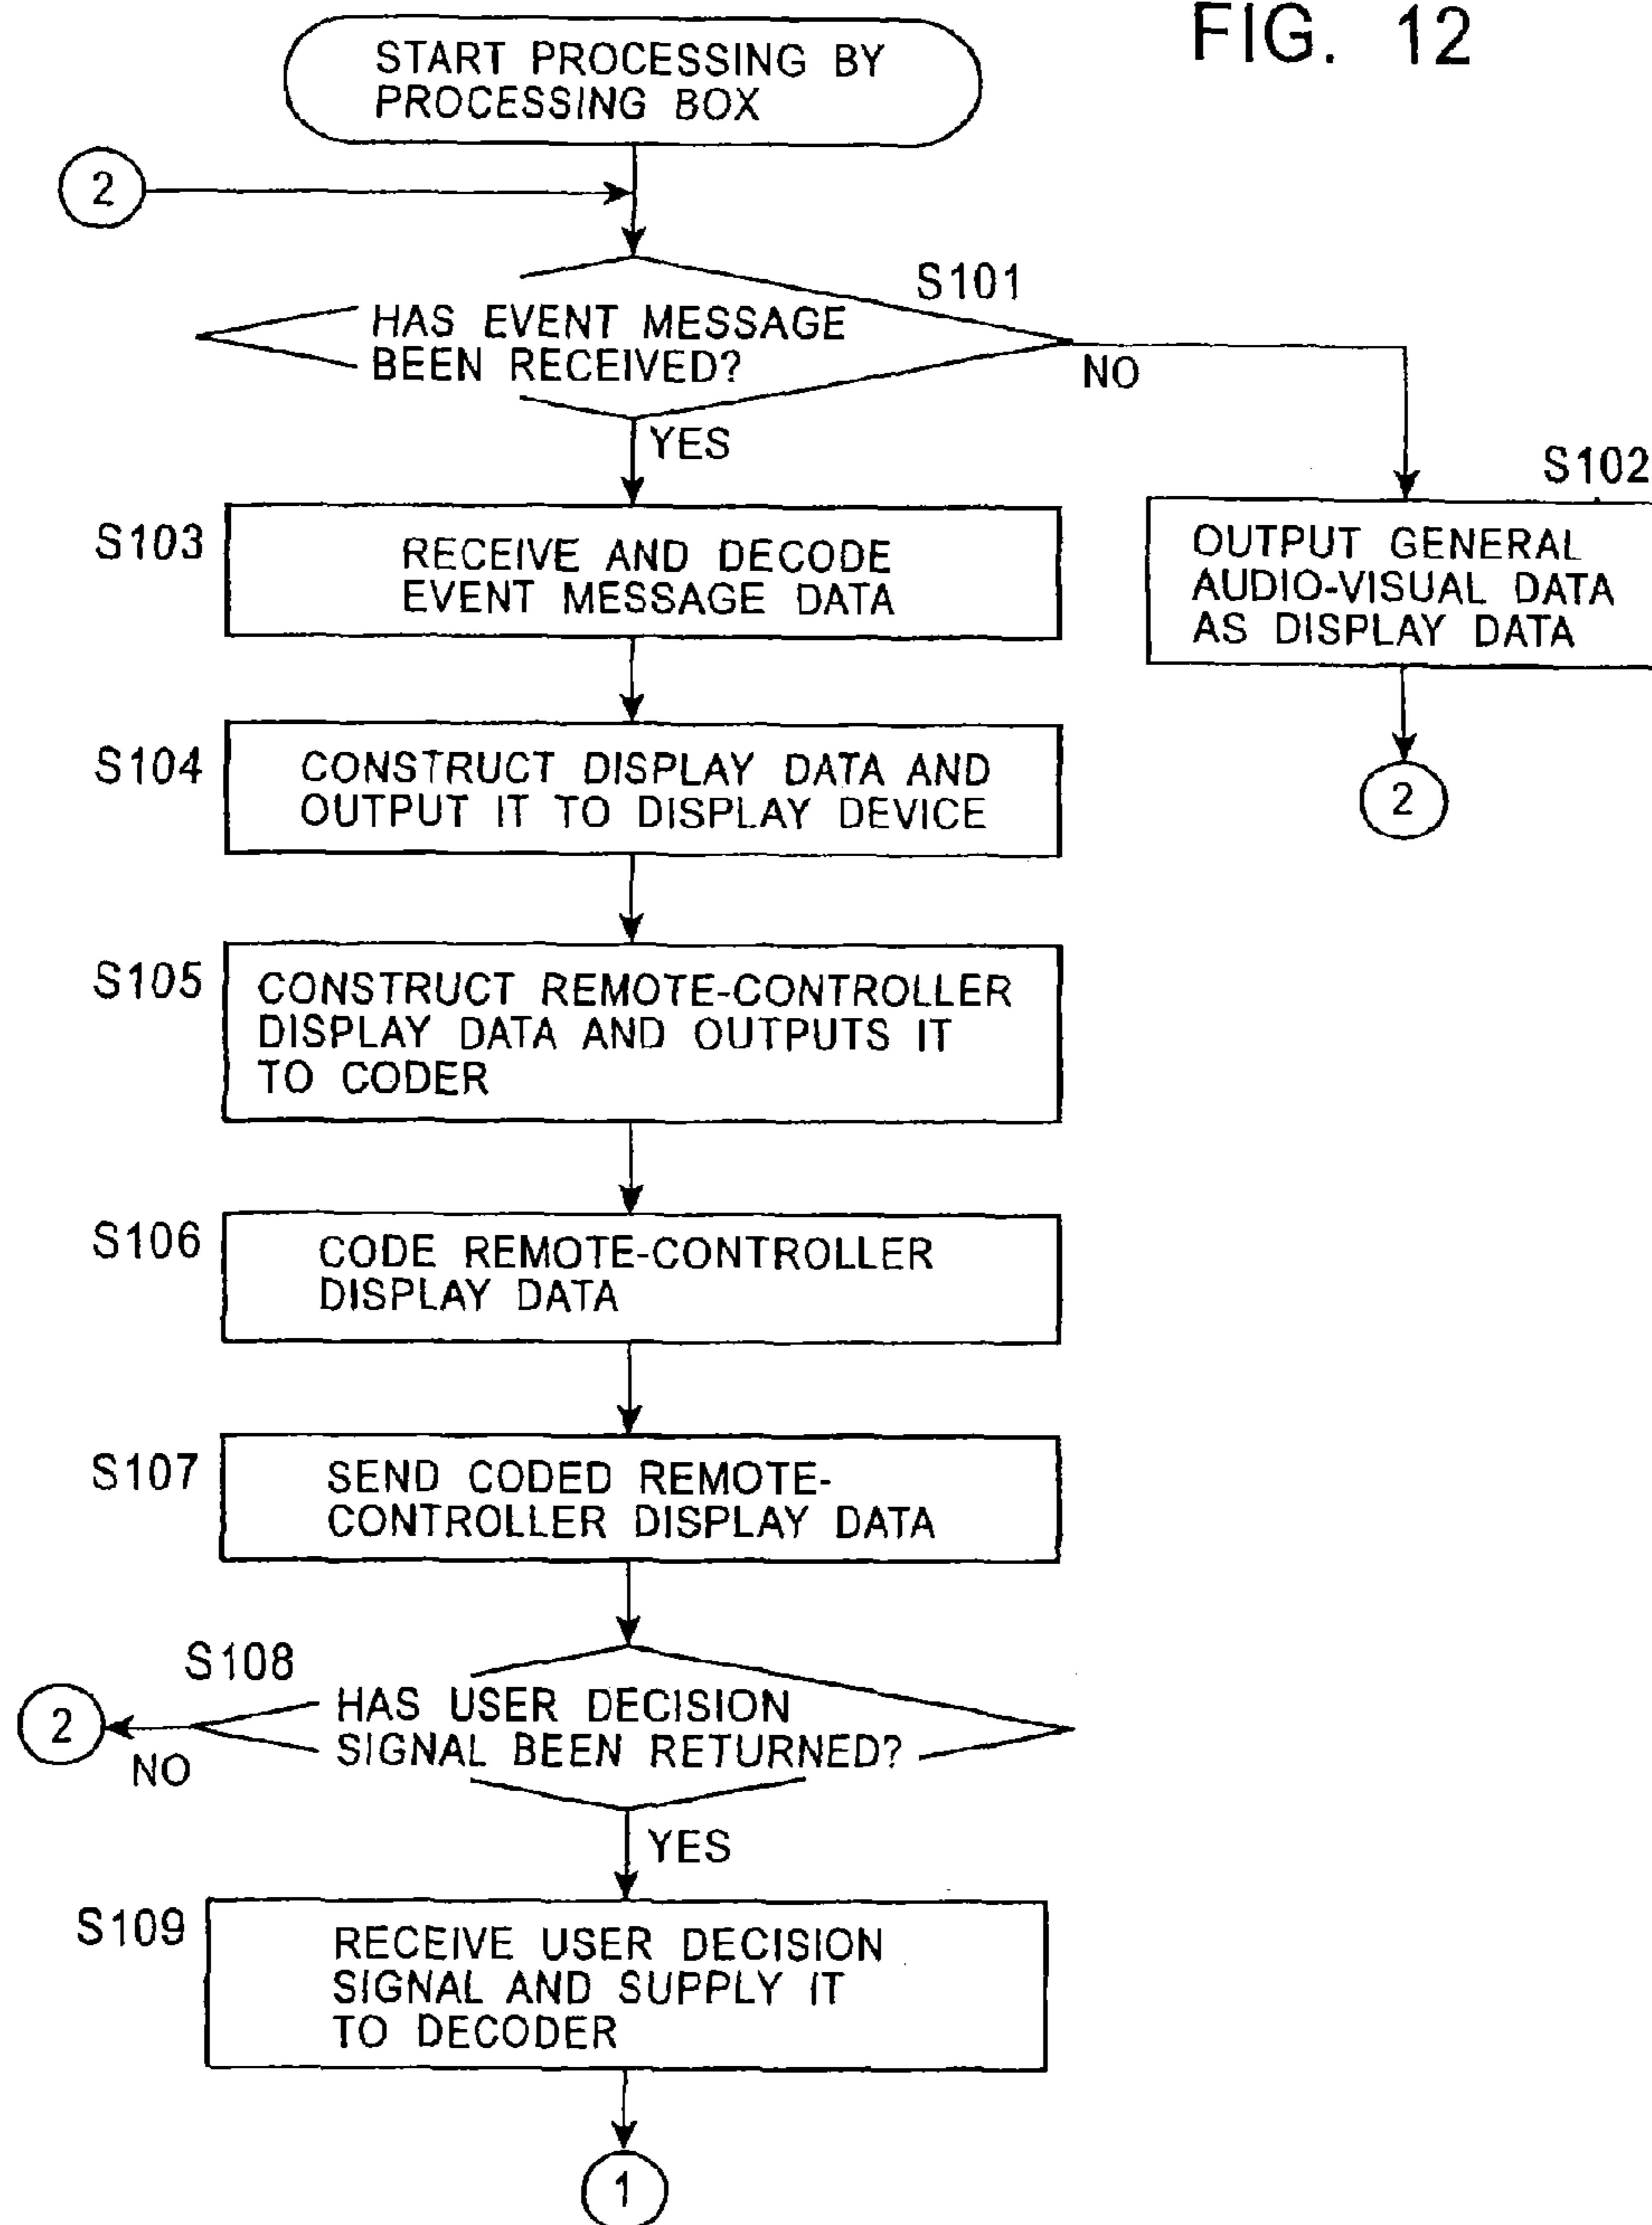 FIG. 12
START PROCESSING BY
PROCESSING BOX
2
S101
HAS EVENT MESSAGE
BEEN RECEIVED?
NO
YES
S102
OUTPUT GENERAL
AUDIO-VISUAL DATA
AS DISPLAY DATA
2
S103
RECEIVE AND DECODE
EVENT MESSAGE DATA
S104
CONSTRUCT DISPLAY DATA AND
OUTPUT IT TO DISPLAY DEVICE
S105
CONSTRUCT REMOTE-CONTROLLER
DISPLAY DATA AND OUTPUTS IT
TO CODER
S106
CODE REMOTE-CONTROLLER
DISPLAY DATA
S107
SEND CODED REMOTE-
CONTROLLER DISPLAY DATA
S108
HAS USER DECISION
SIGNAL BEEN RETURNED?
2
NO
YES
S109
RECEIVE USER DECISION
SIGNAL AND SUPPLY IT
TO DECODER
1